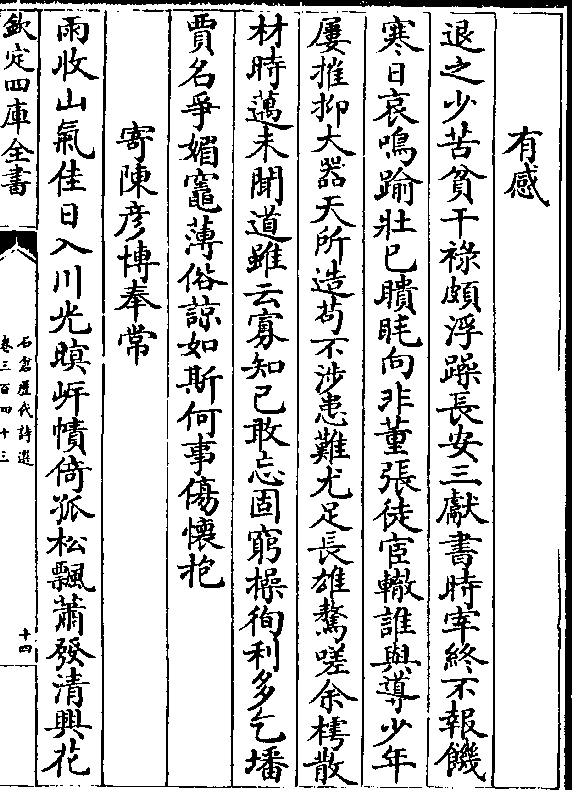 有感
退之少苦貧干祿頗浮躁長安三獻書時宰終不報饑
寒日哀鳴踰壯已瞆眊向非董張徒宦轍誰與導少年
屢摧抑大器天所造苟不涉患難尤足長雄驁嗟余樗散
材時邁未聞道雖云寡知已敢忘固窮操徇利多乞墦
賈名爭媚竈薄俗諒如斯何事傷懷抱
寄陳彦博奉常
雨收山氣佳日入川光暝岸幘倚孤松飄蕭發清興花
欽定四庫全書
石倉歷代詩選
卷三百四十三
十四